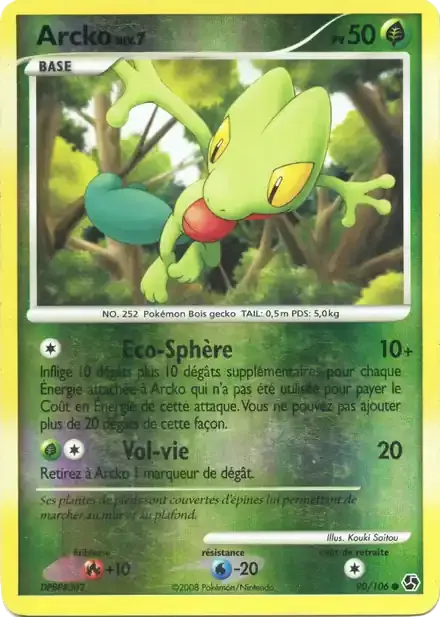 Arcko NIV.7 PV 50
BASE
NO. 252 Pokémon Bois gecko TAIL: 0,5m PDS: 5,0kg
Eco-Sphère 10+
Inflige 10 dégâts plus 10 dégâts supplémentaires pour chaque
Énergie attachée à Arcko qui n'a pas été utilisée pour payer le
Coût en Énergie de cette attaque. Vous ne pouvez pas ajouter
plus de 20 dégâts de cette façon.
Vol-vie 20
Retirez à Arcko 1 marqueur de dégât.
Ses plantes de pieds sont couvertes d'épines lui permettant de
marcher au mur et au plafond.
Illus. Kouki Saitou
faiblesse résistance coût de retraite
+10 -20
DPBP#307 ©2008 Pokémon/Nintendo 90/106